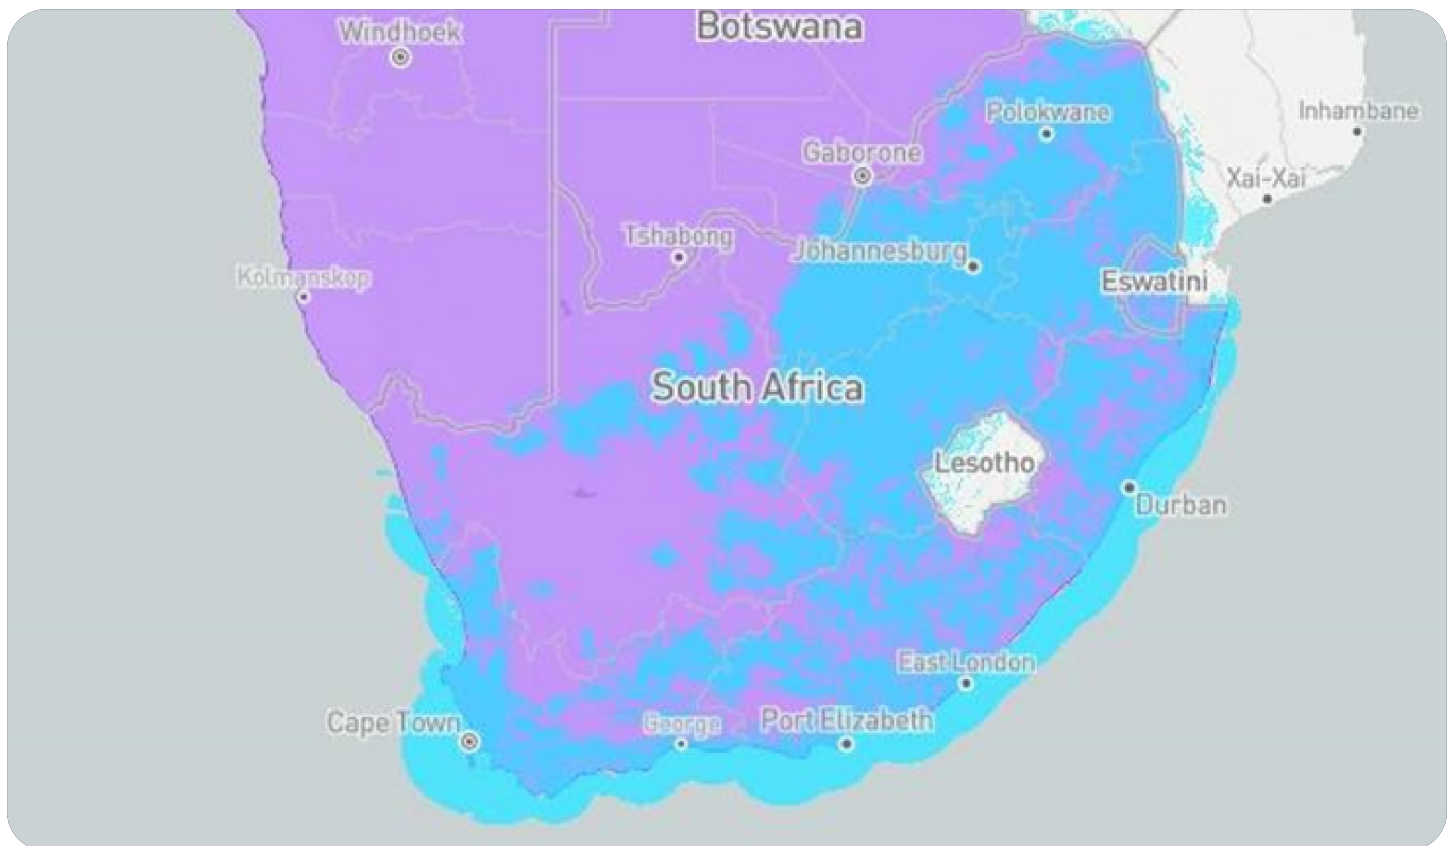 Botswana
Windhoek
Polokwane
Inhambane
Gaborone
Xai-Xai
Tshabong
Johannesburg
Kolmanskop
Eswatini
South Africa
Lesotho
Durban
East London
Cape Town
George
Port Elizabeth